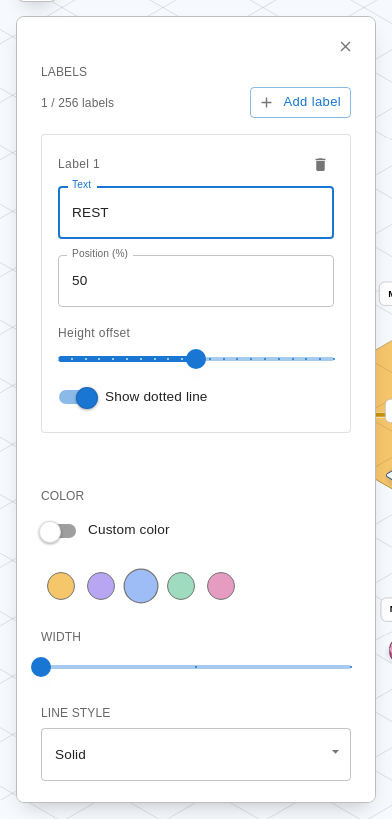 LABELS
1 / 256 labels
Add label
Label 1
Text
REST
Position (%)
50
Height offset
Show dotted line
COLOR
Custom color
WIDTH
LINE STYLE
Solid